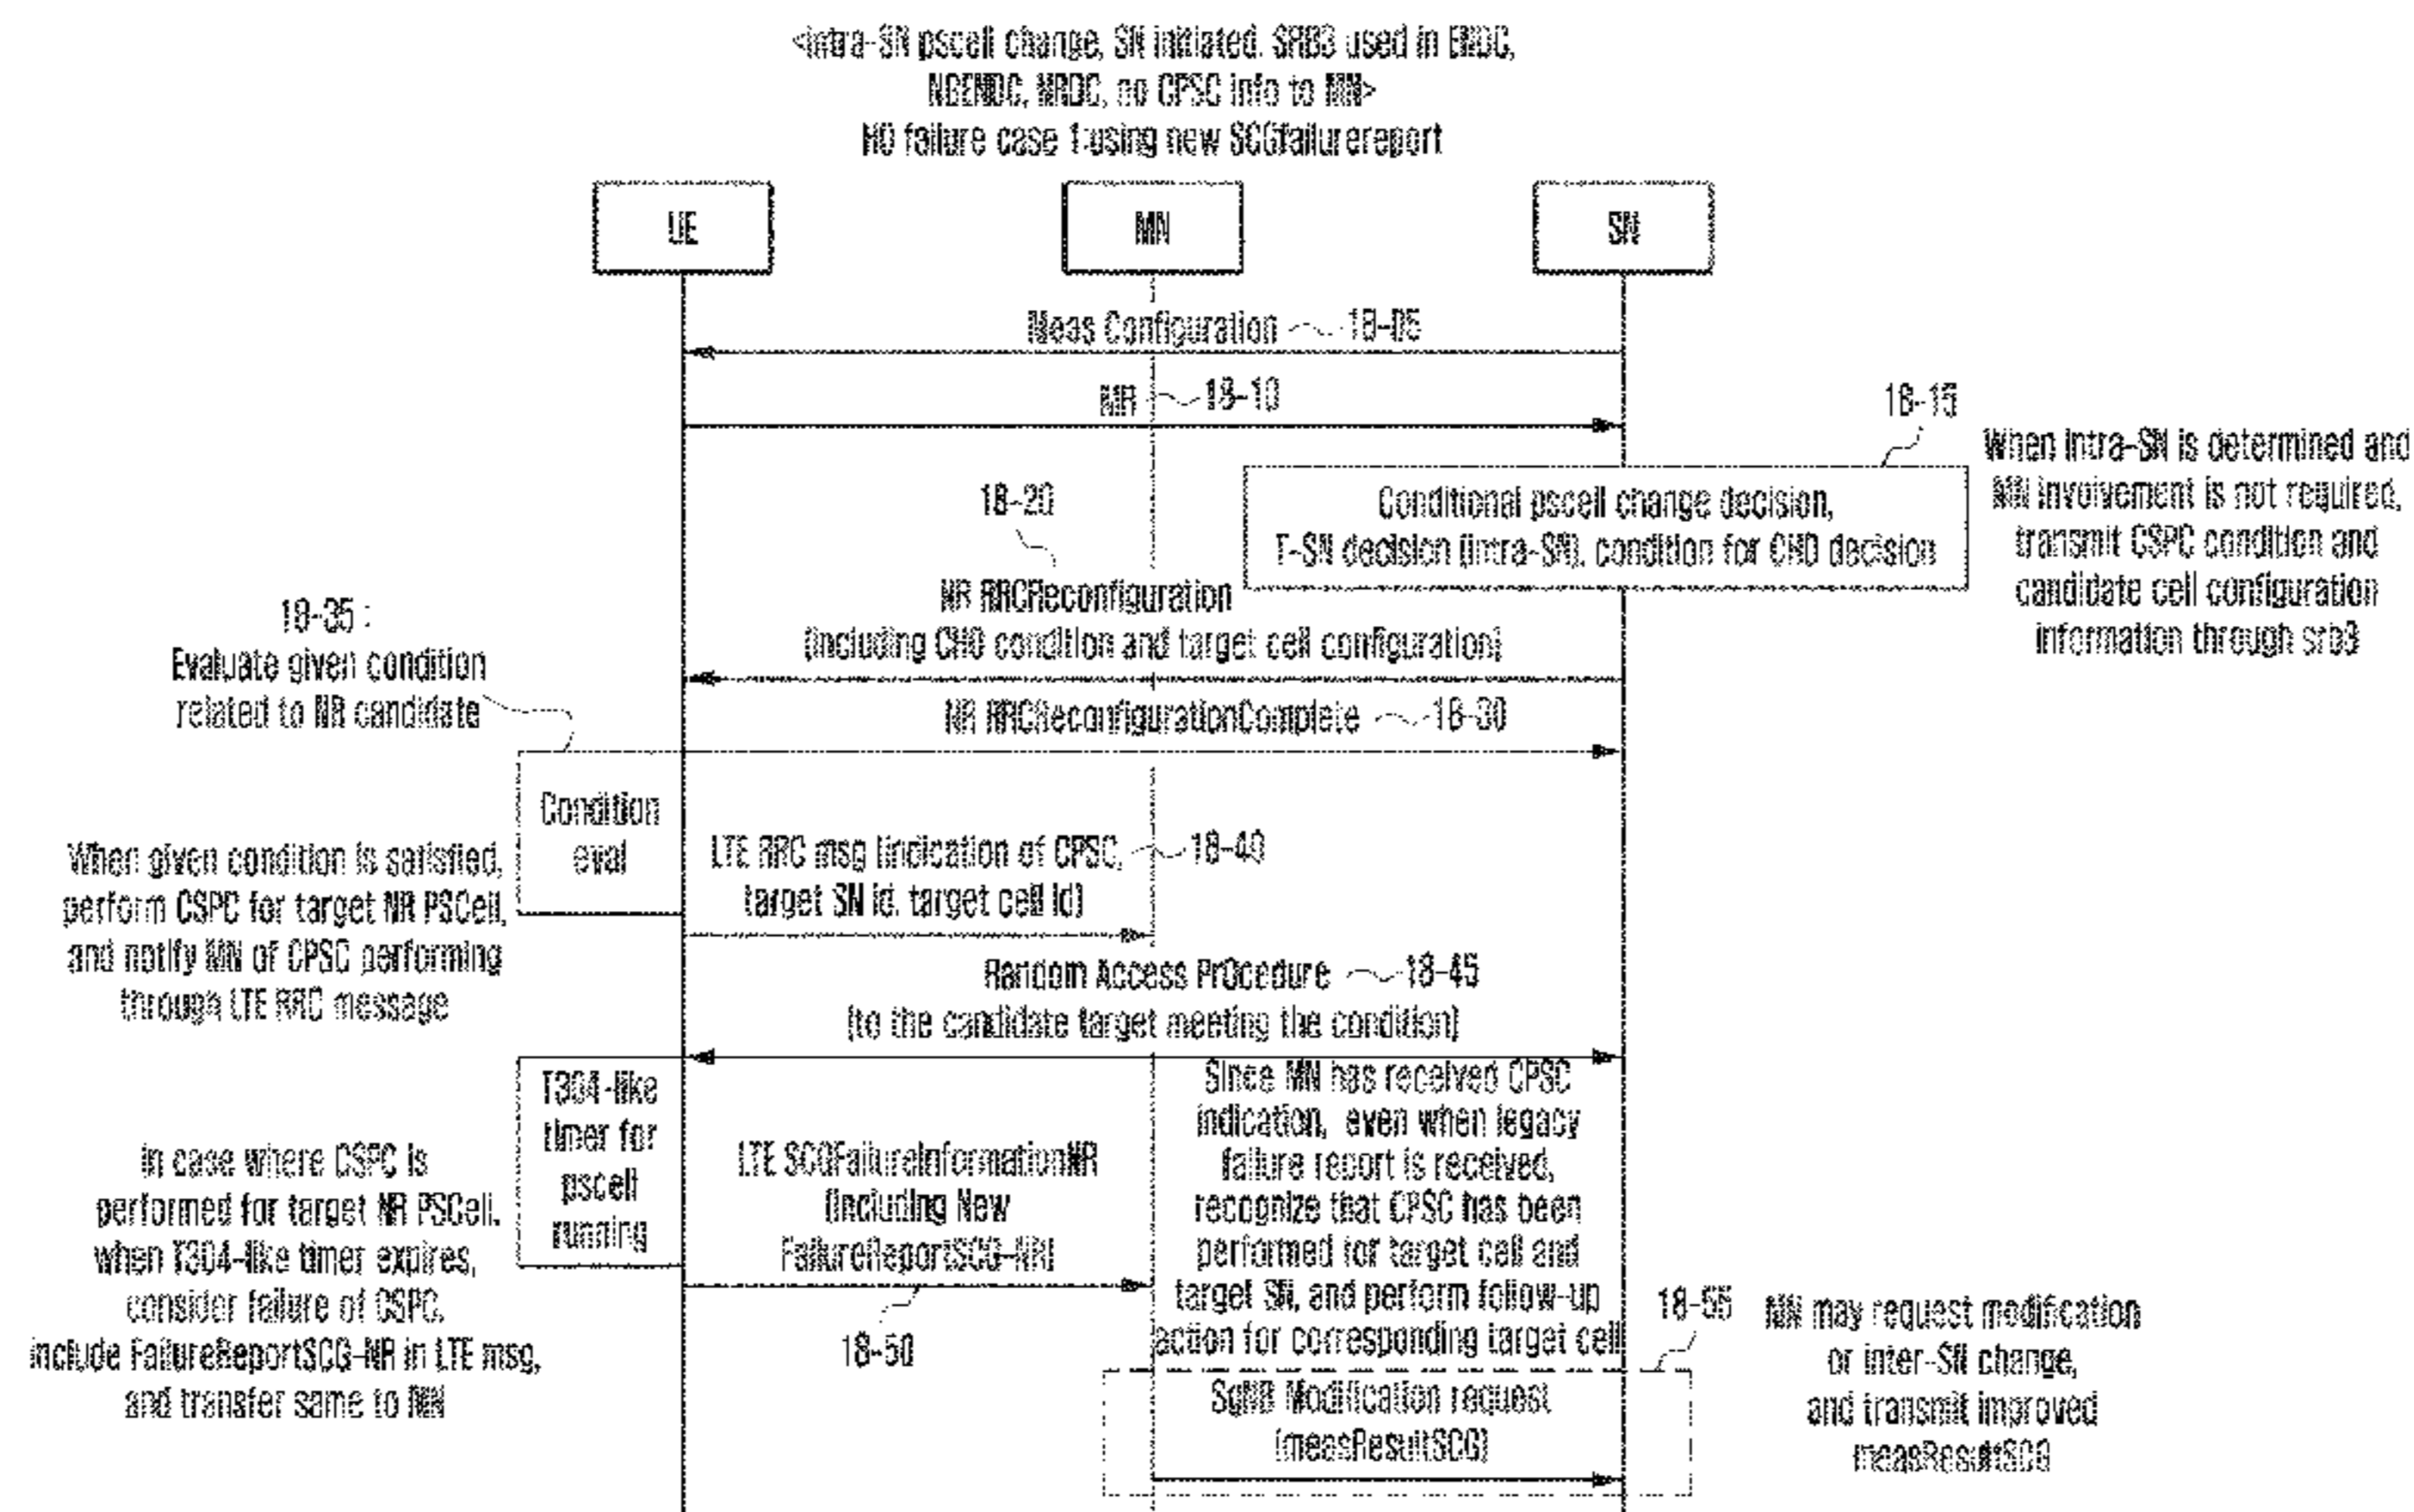 <intra-SN pscell change, SN initiated. SRB3 used in ENDC,
NGENDC, NRDC, no CPSC info to MN>
HO failure case 1:using new SCGfailurereport
UE
MN
SN
Meas Configuration 18-05
MR 18-10
18-15
When intra-SN is determined and
MN involvement is not required,
transmit CSPC condition and
candidate cell configuration
information through srb3
Conditional pscell change decision,
T-SN decision (intra-SN), condition for CHO decision
18-20
NR RRCReconfiguration
(including CHO condition and target cell configuration)
18-35 :
Evaluate given condition
related to NR candidate
NR RRCReconfigurationComplete 18-30
Condition
eval
When given condition is satisfied,
perform CSPC for target NR PSCell,
and notify MN of CPSC performing
through LTE RRC message
LTE RRC msg (indication of CPSC, 18-40
target SN id, target cell id)
Random Access PrOcedure 18-45
(to the candidate target meeting the condition)
T304-like
timer for
pscell
running
In case where CSPC is
performed for target NR PSCell,
when T304-like timer expires,
consider failure of CSPC,
include FailureReportSCG-NR in LTE msg,
and transfer same to MN
LTE SCGFailureInformationNR
(including New
FailureReportSCG-NR)
18-50
Since MN has received CPSC
indication, even when legacy
failure report is received,
recognize that CPSC has been
performed for target cell and
target SN, and perform follow-up
action for corresponding target cell
18-55
MN may request modification
or inter-SN change,
and transmit improved
measResultSCG
SgNB Modification request
(measResultSCG)